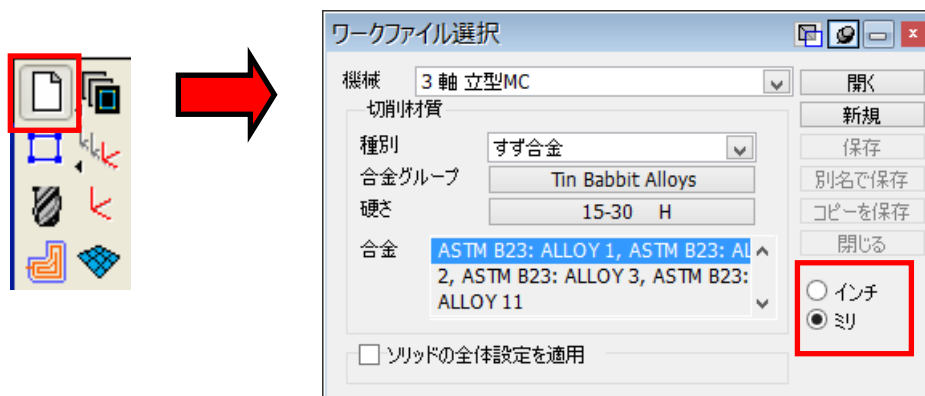 ワークファイル選択
機械 3 軸 立型MC 開く
切削材質 新規
種別 すず合金 保存
合金グループ Tin Babbit Alloys 別名で保存
硬さ 15-30 H コピーを保存
合金 ASTM B23: ALLOY 1, ASTM B23: AL 閉じる
2, ASTM B23: ALLOY 3, ASTM B23:
ALLOY 11
インチ
ミリ
ソリッドの全体設定を適用